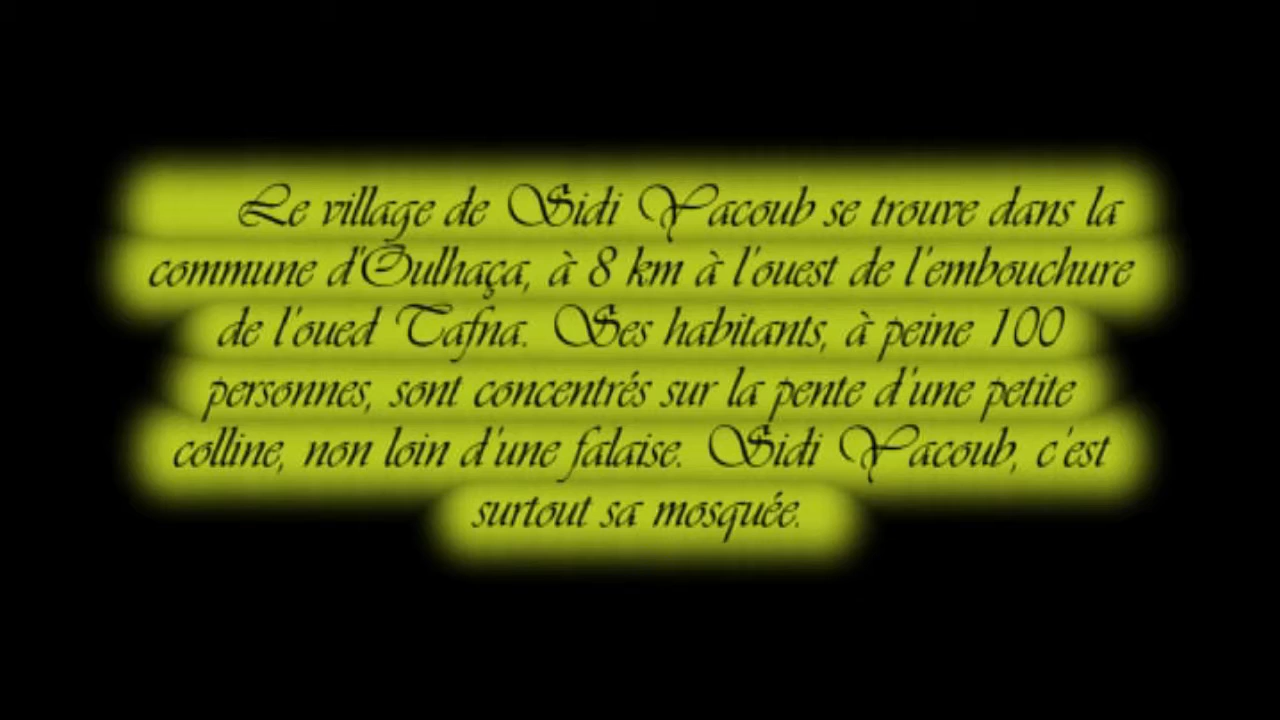 Le village de Sidi Yacoub se trouve dans la
commune d'Oulhaça, à 8 km à l'ouest de l'embouchure
de l'oued Tafna. Ses habitants, à peine 100
personnes, sont concentrés sur la pente d'une petite
colline, non loin d'une falaise. Sidi Yacoub, c'est
surtout sa mosquée.